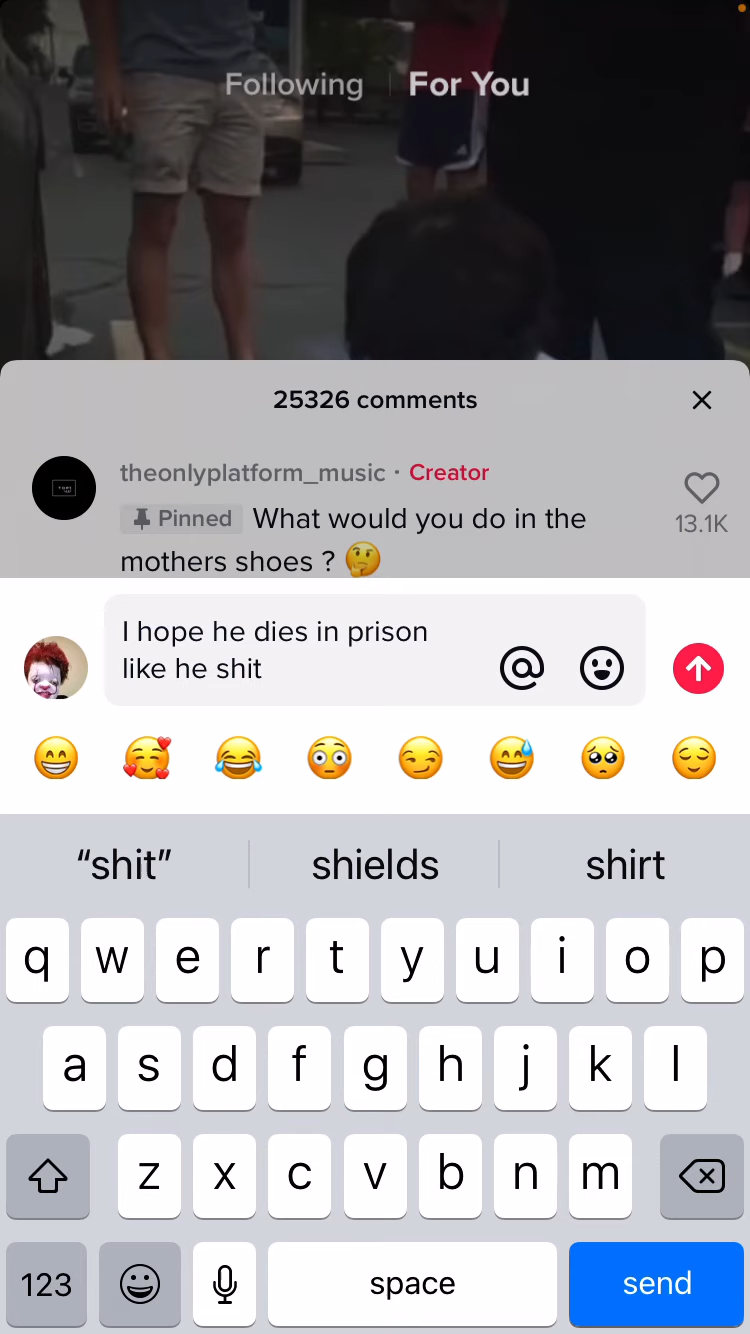 Following For You
25326 comments
theonlyplatform_music · Creator
Pinned What would you do in the
mothers shoes ? 🤔
13.1K
I hope he dies in prison
like he shit
“shit” shields shirt
q w e r t y u i o p
a s d f g h j k l
z x c v b n m
123 space send